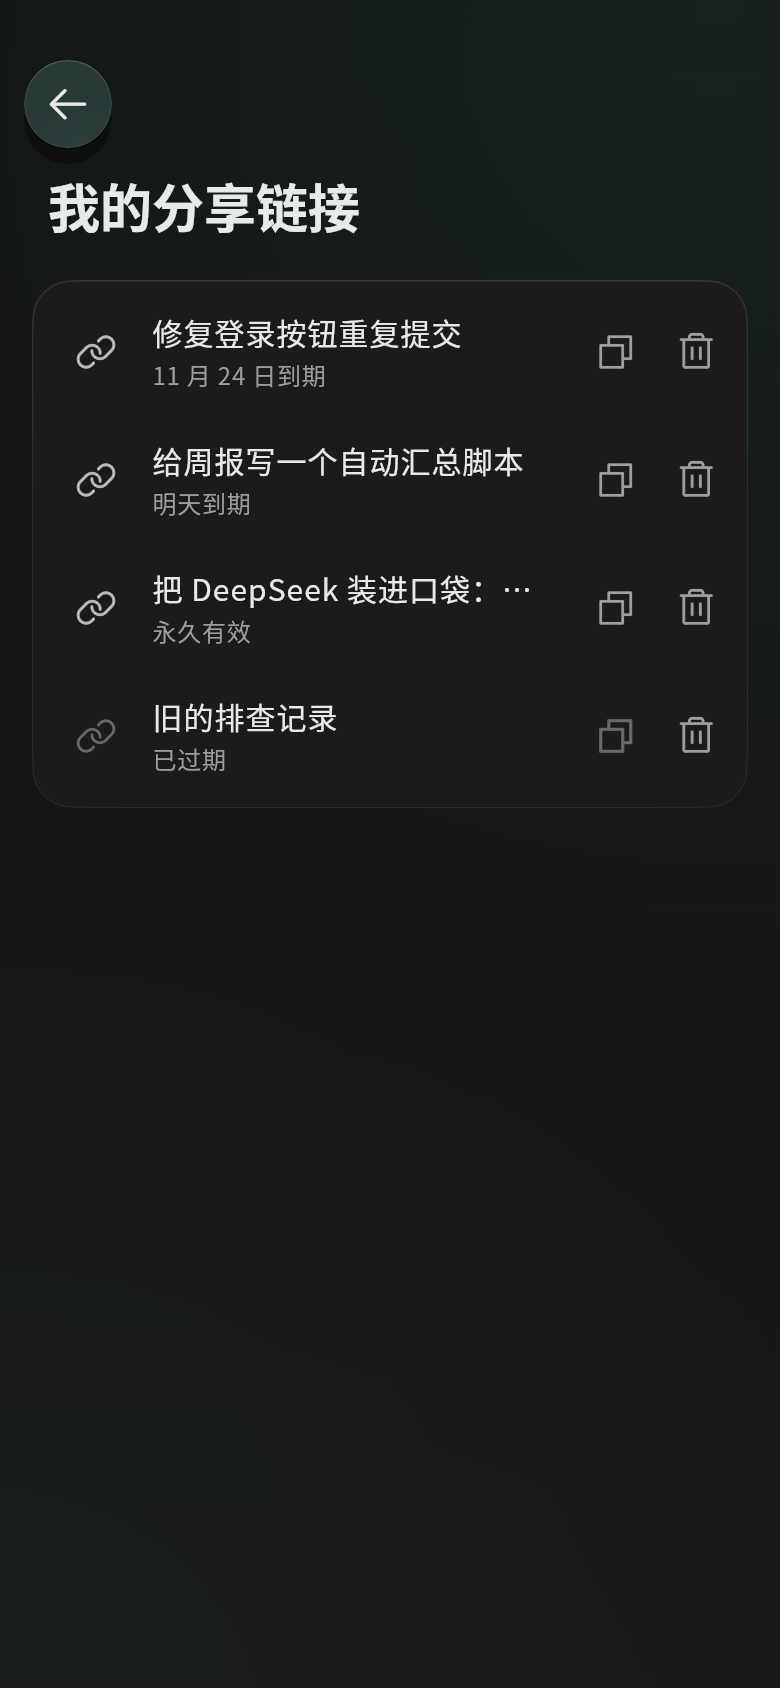 我的分享链接
修复登录按钮重复提交
11 月 24 日到期
给周报写一个自动汇总脚本
明天到期
把 DeepSeek 装进口袋：…
永久有效
旧的排查记录
已过期